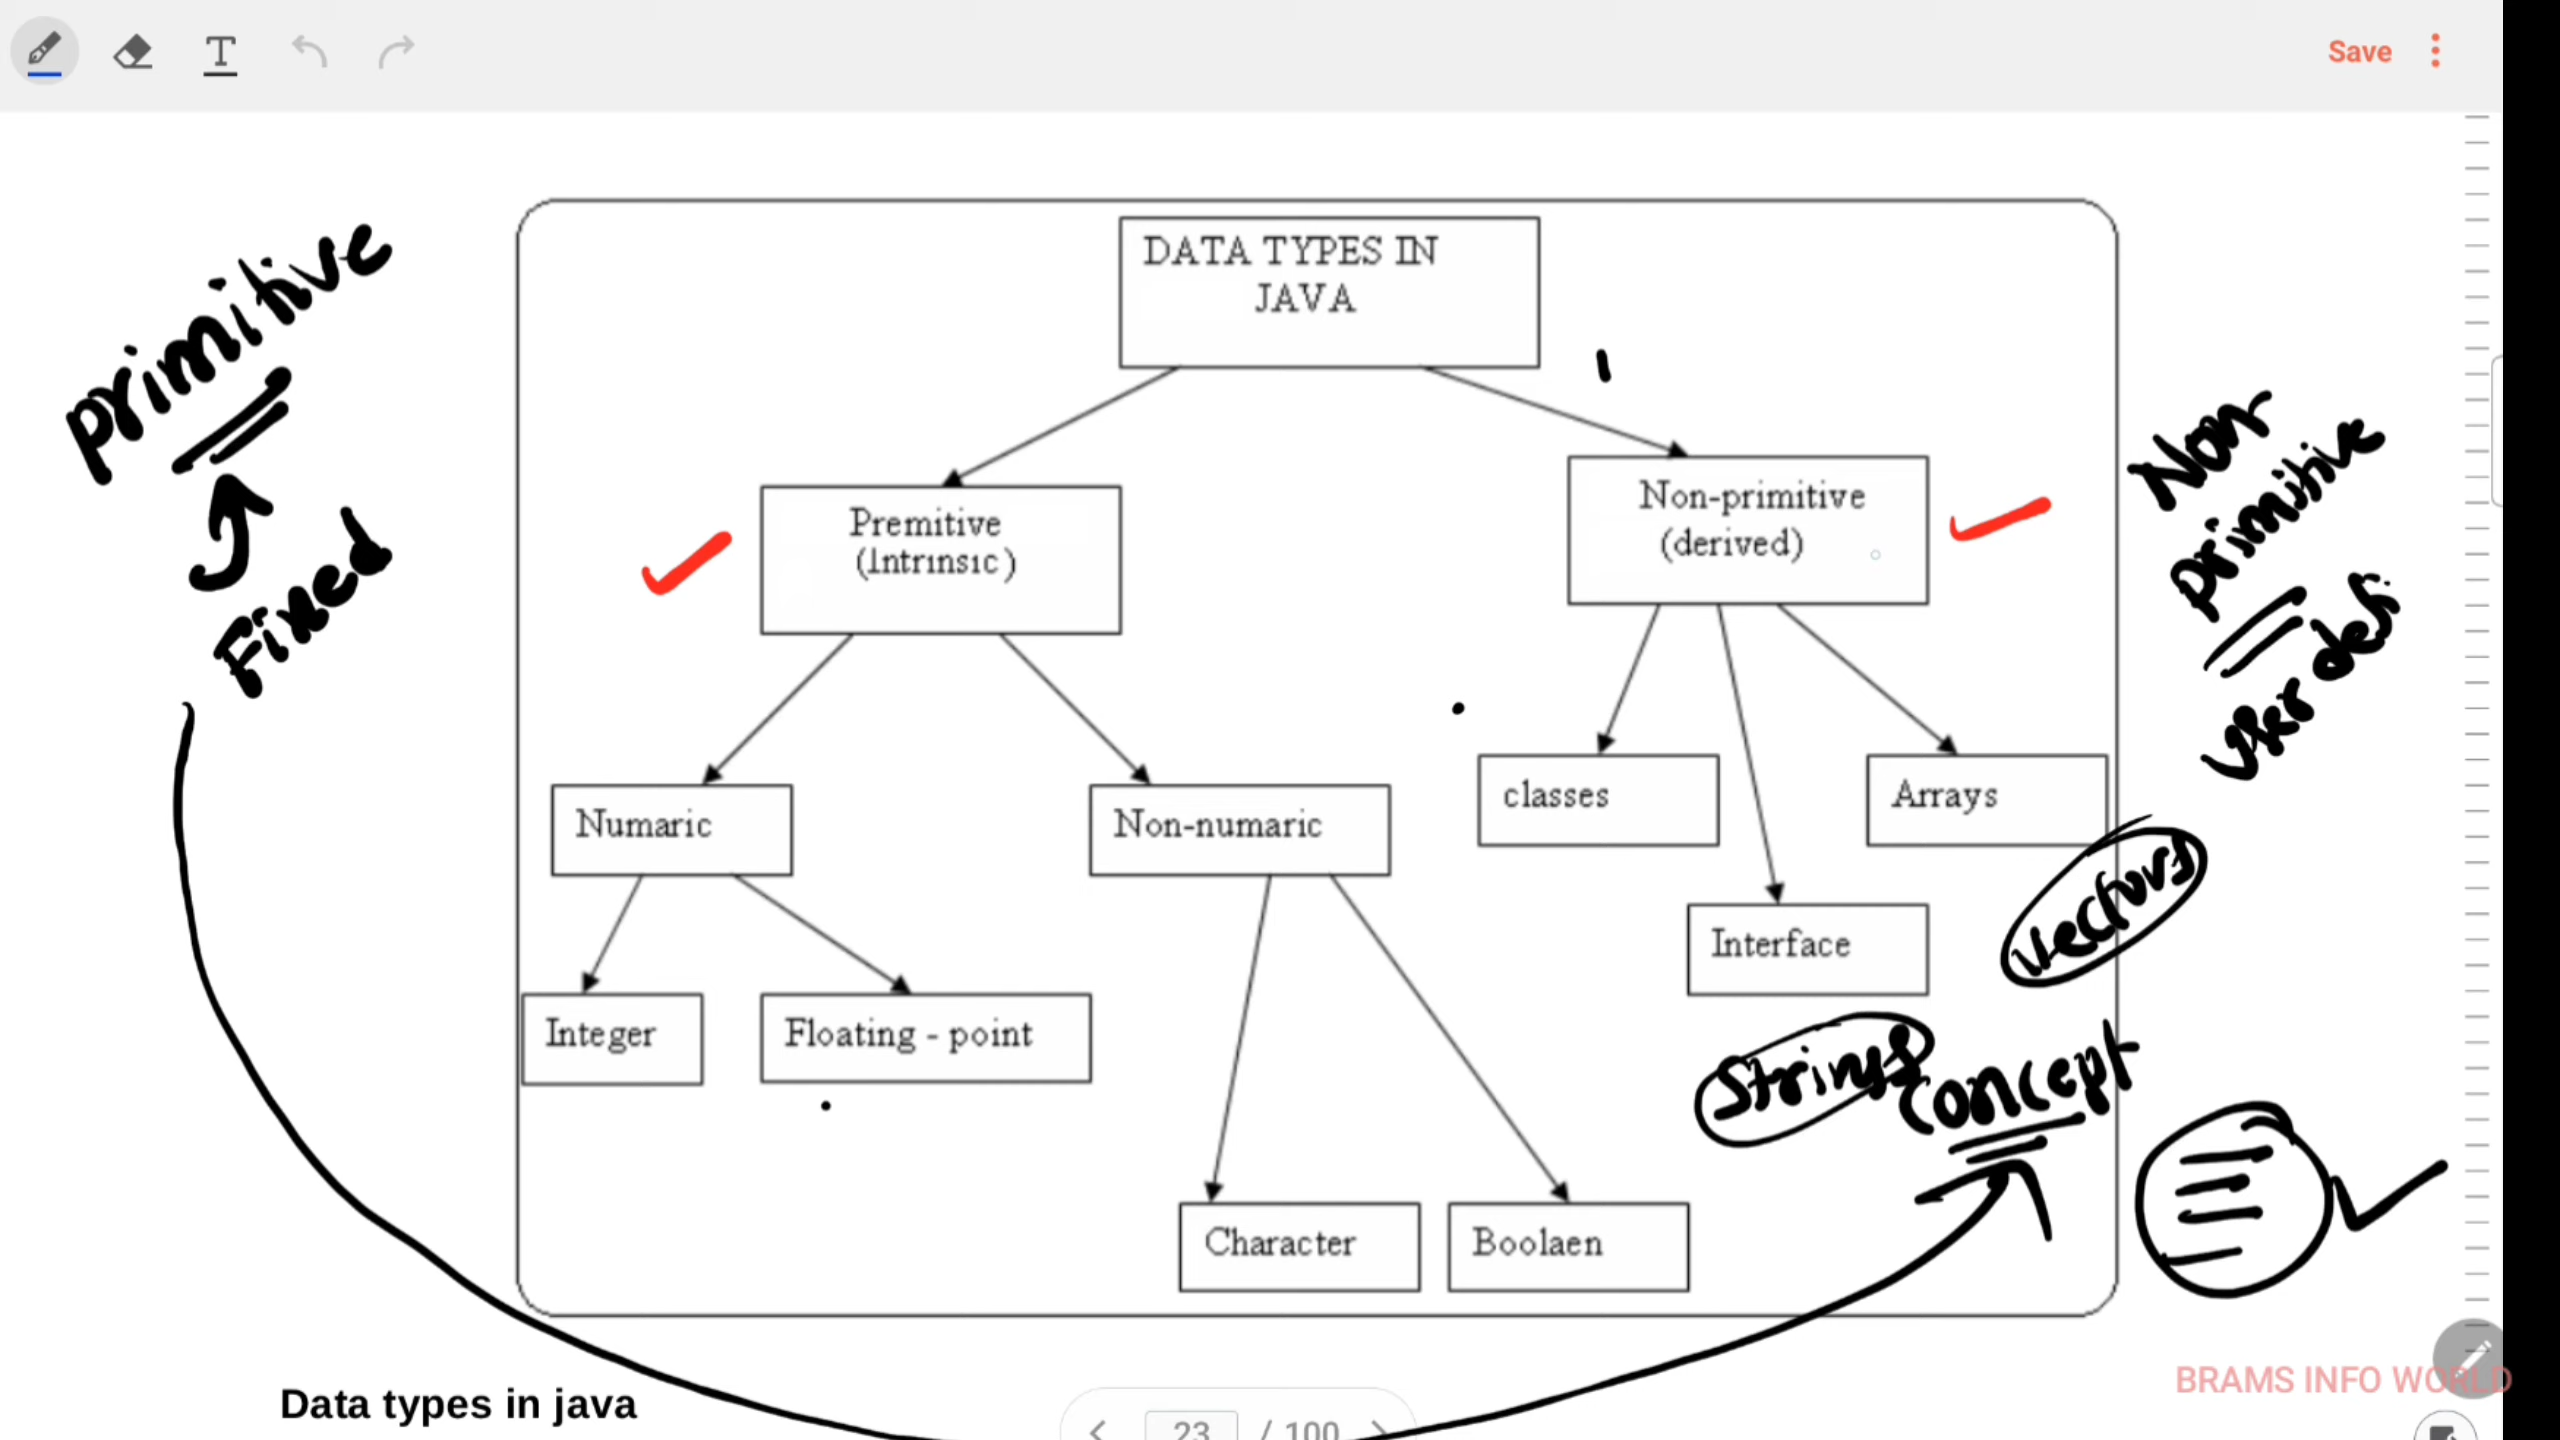 T
Save
DATA TYPES IN
JAVA
primitive
Fixed
Premitive
(Intrinsic)
Non-primitive
(derived)
Non
primitive
User defi
Numaric
Non-numaric
classes
Arrays
vectors
Interface
Integer
Floating - point
Strings
Concept
Character
Boolaen
BRAMS INFO WORLD
Data types in java
23 / 100